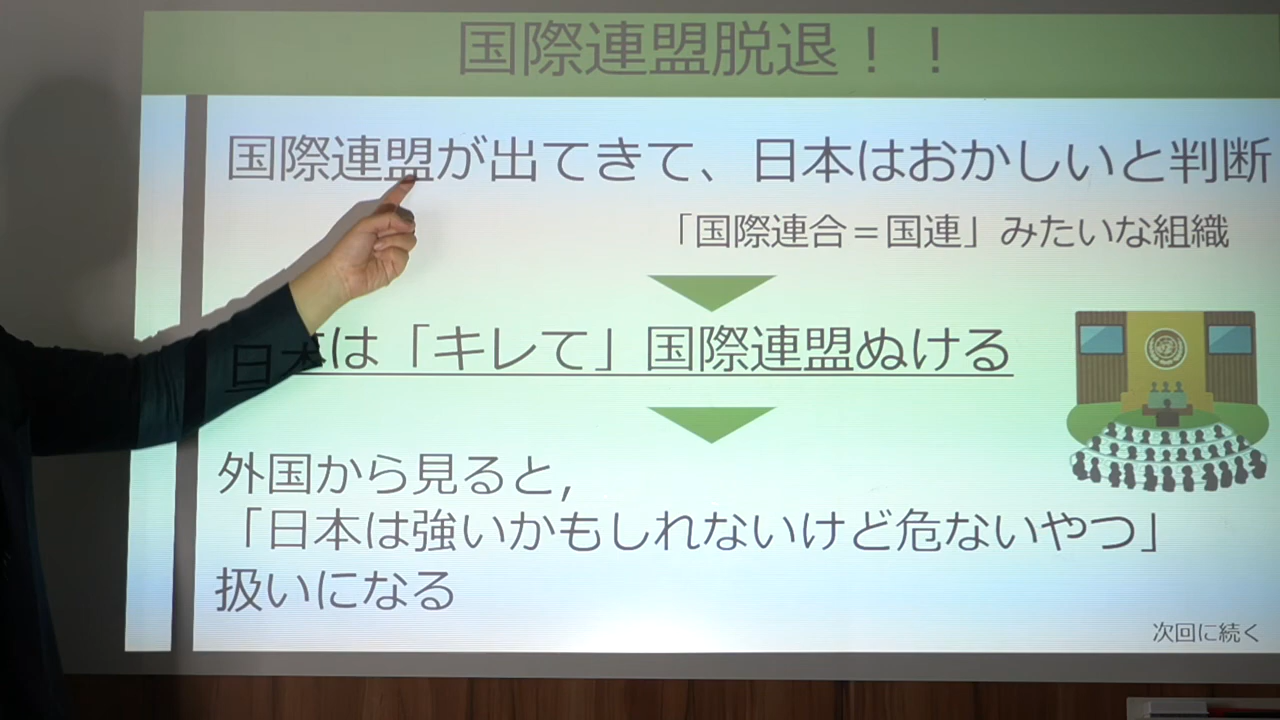 国際連盟脱退！！
国際連盟が出てきて、日本はおかしいと判断
「国際連合＝国連」みたいな組織
日本は「キレて」国際連盟ぬける
外国から見ると,
「日本は強いかもしれないけど危ないやつ」
扱いになる
次回に続く